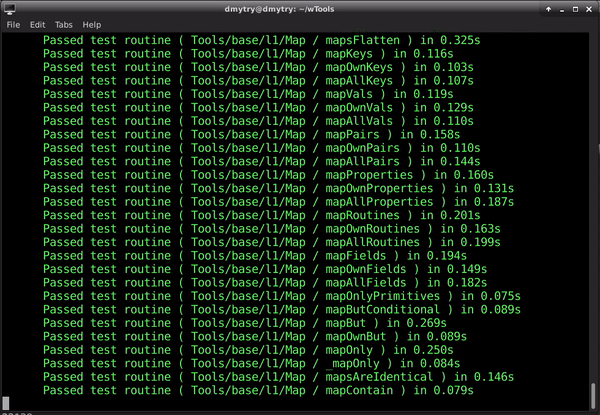 dmytry@dmytry: ~/wTools
File Edit Tabs Help
Passed test routine ( Tools/base/l1/Map / mapsFlatten ) in 0.325s
Passed test routine ( Tools/base/l1/Map / mapKeys ) in 0.116s
Passed test routine ( Tools/base/l1/Map / mapOwnKeys ) in 0.103s
Passed test routine ( Tools/base/l1/Map / mapAllKeys ) in 0.107s
Passed test routine ( Tools/base/l1/Map / mapVals ) in 0.119s
Passed test routine ( Tools/base/l1/Map / mapOwnVals ) in 0.129s
Passed test routine ( Tools/base/l1/Map / mapAllVals ) in 0.110s
Passed test routine ( Tools/base/l1/Map / mapPairs ) in 0.158s
Passed test routine ( Tools/base/l1/Map / mapOwnPairs ) in 0.110s
Passed test routine ( Tools/base/l1/Map / mapAllPairs ) in 0.144s
Passed test routine ( Tools/base/l1/Map / mapProperties ) in 0.160s
Passed test routine ( Tools/base/l1/Map / mapOwnProperties ) in 0.131s
Passed test routine ( Tools/base/l1/Map / mapAllProperties ) in 0.187s
Passed test routine ( Tools/base/l1/Map / mapRoutines ) in 0.201s
Passed test routine ( Tools/base/l1/Map / mapOwnRoutines ) in 0.163s
Passed test routine ( Tools/base/l1/Map / mapAllRoutines ) in 0.199s
Passed test routine ( Tools/base/l1/Map / mapFields ) in 0.194s
Passed test routine ( Tools/base/l1/Map / mapOwnFields ) in 0.149s
Passed test routine ( Tools/base/l1/Map / mapAllFields ) in 0.182s
Passed test routine ( Tools/base/l1/Map / mapOnlyPrimitives ) in 0.075s
Passed test routine ( Tools/base/l1/Map / mapButConditional ) in 0.089s
Passed test routine ( Tools/base/l1/Map / mapBut ) in 0.269s
Passed test routine ( Tools/base/l1/Map / mapOwnBut ) in 0.089s
Passed test routine ( Tools/base/l1/Map / mapOnly ) in 0.250s
Passed test routine ( Tools/base/l1/Map / _mapOnly ) in 0.084s
Passed test routine ( Tools/base/l1/Map / mapsAreIdentical ) in 0.146s
Passed test routine ( Tools/base/l1/Map / mapContain ) in 0.079s